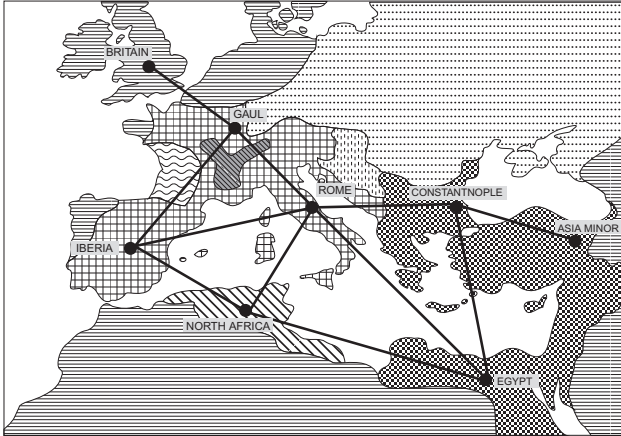 BRITAIN
GAUL
ROME
CONSTANTNOPLE
ASIA MINOR
IBERIA
NORTH AFRICA
EGYPT